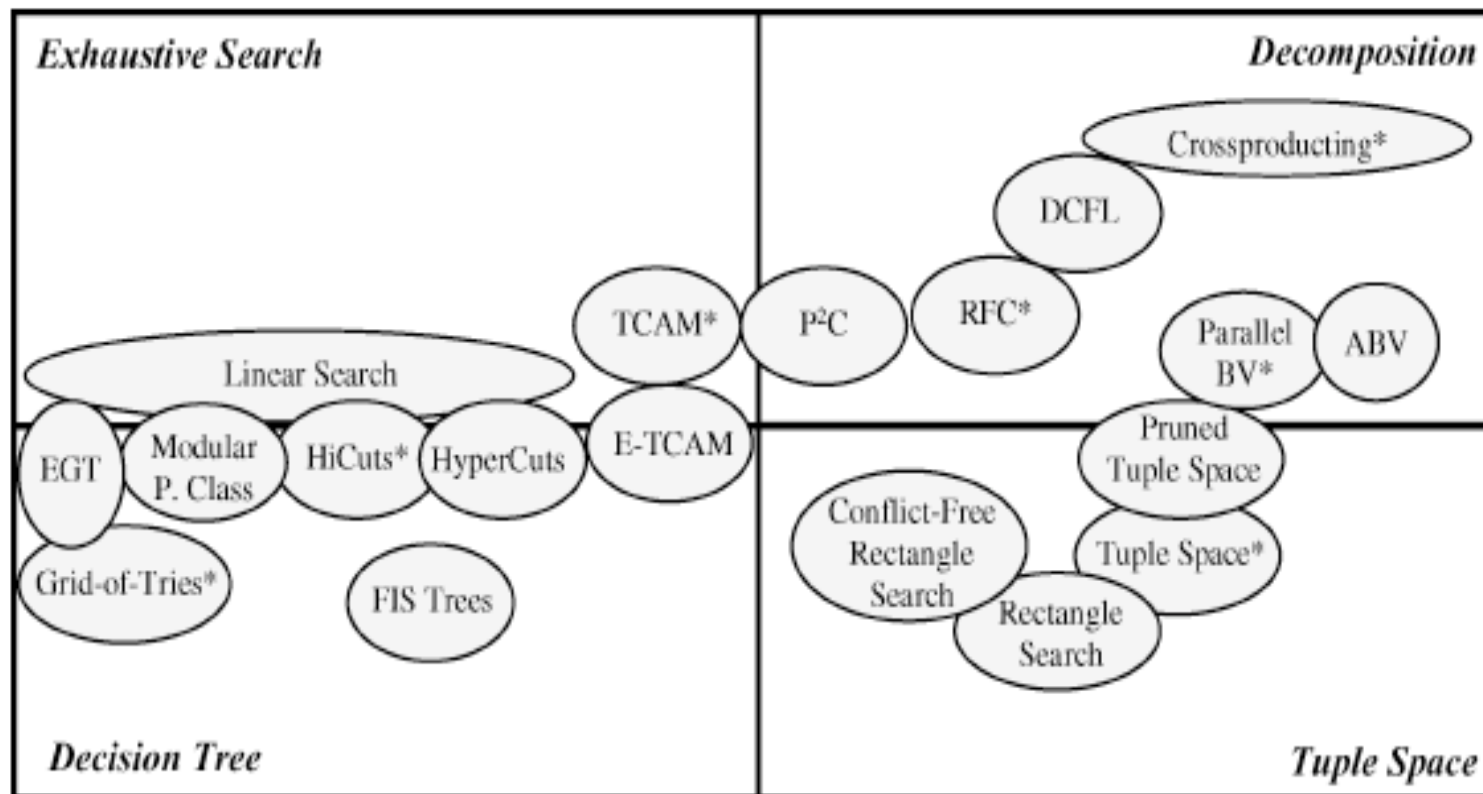 Exhaustive Search
Decomposition
Crossproducting*
DCFL
TCAM*
P²C
RFC*
Parallel
BV*
ABV
Linear Search
EGT
Modular
P. Class
HiCuts*
HyperCuts
E-TCAM
Pruned
Tuple Space
Conflict-Free
Rectangle
Search
Tuple Space*
Grid-of-Tries*
FIS Trees
Rectangle
Search
Decision Tree
Tuple Space